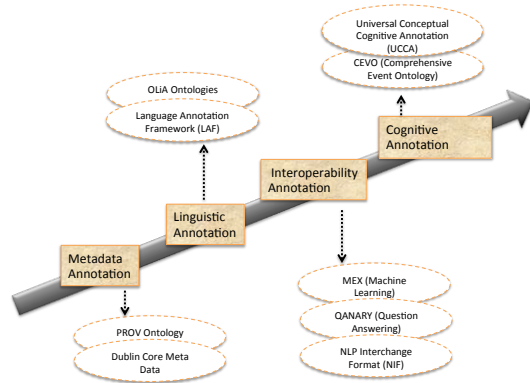 Universal Conceptual
Cognitive Annotation
(UCCA)
CEVO (Comprehensive
Event Ontology)
OLiA Ontologies
Language Annotation
Framework (LAF)
Cognitive
Annotation
Interoperability
Annotation
Linguistic
Annotation
Metadata
Annotation
MEX (Machine
Learning)
QANARY (Question
Answering)
NLP Interchange
Format (NIF)
PROV Ontology
Dublin Core Meta
Data